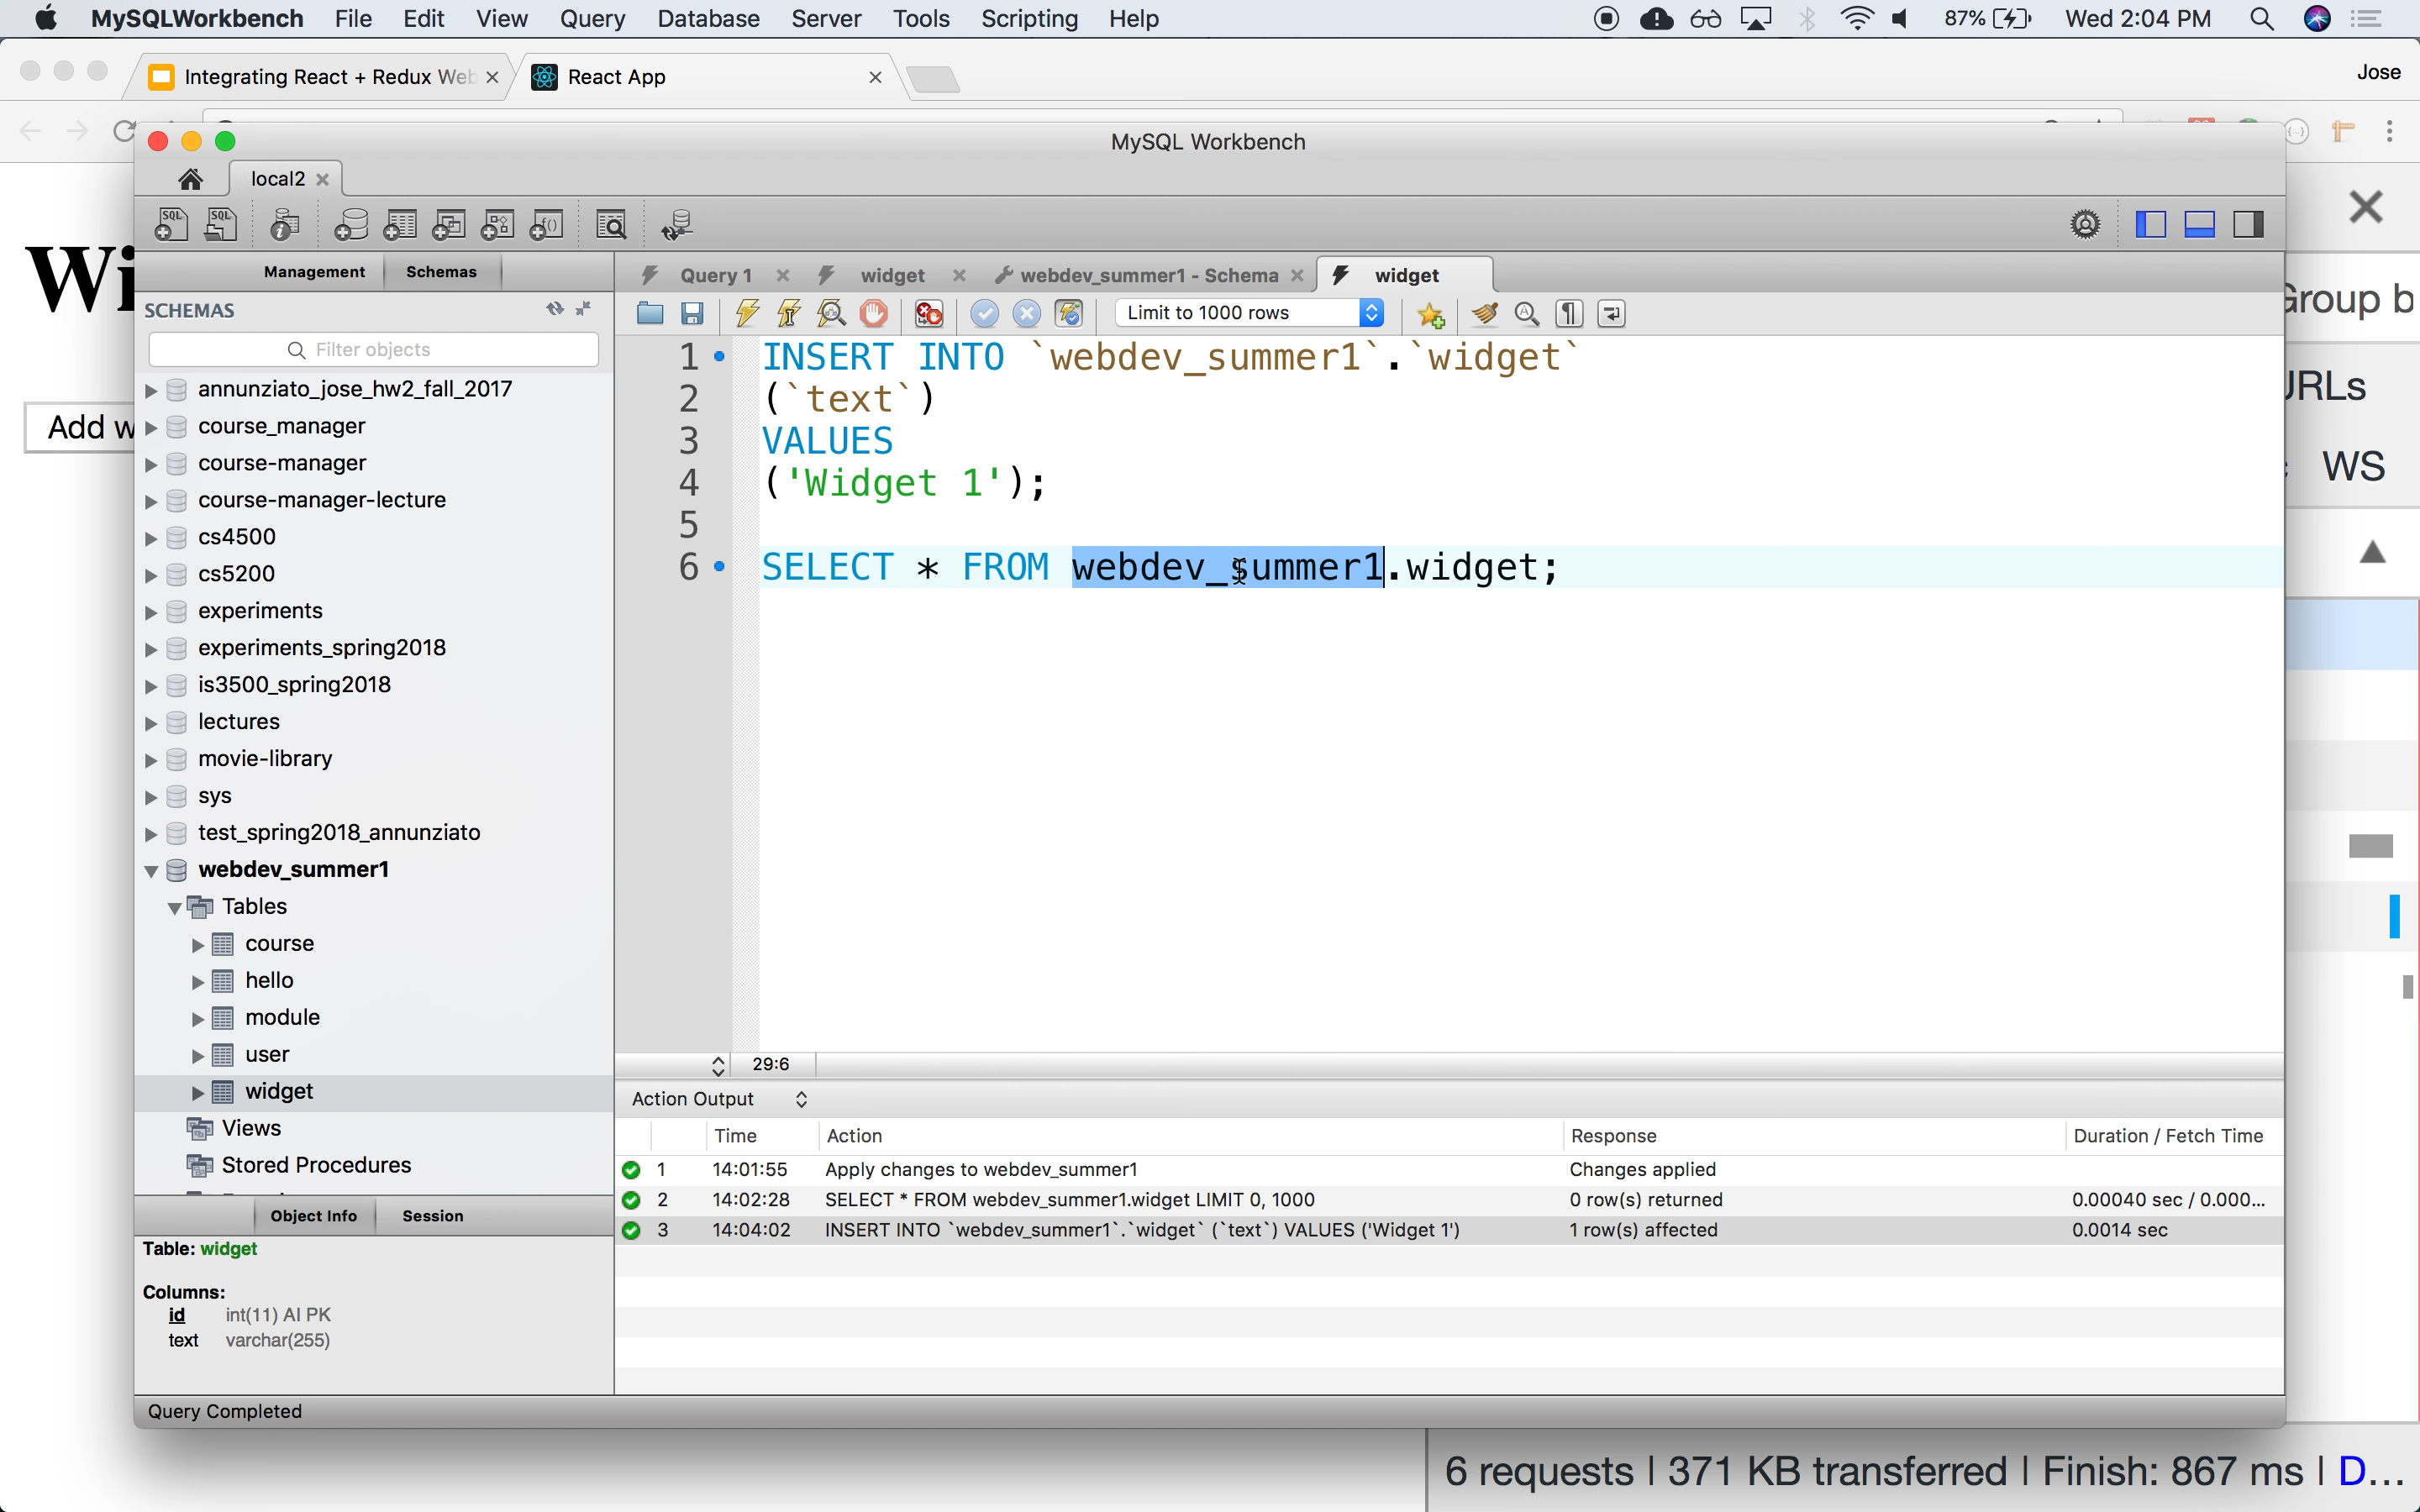 MySQLWorkbench File Edit View Query Database Server Tools Scripting Help 87% Wed 2:04 PM
Integrating React + Redux Web React App Jose
MySQL Workbench
local2
Management Schemas
Query 1 widget webdev_summer1 - Schema widget
SCHEMAS
Limit to 1000 rows
Filter objects
annunziato_jose_hw2_fall_2017
course_manager
course-manager
course-manager-lecture
cs4500
cs5200
experiments
experiments_spring2018
is3500_spring2018
lectures
movie-library
sys
test_spring2018_annunziato
webdev_summer1
Tables
course
hello
module
user
widget
Views
Stored Procedures
Object Info Session
Table: widget
Columns:
id int(11) AI PK
text varchar(255)
Query Completed
1 INSERT INTO `webdev_summer1`.`widget`
2 (`text`)
3 VALUES
4 ('Widget 1');
5
6 SELECT * FROM webdev_summer1.widget;
29:6
Action Output
Time Action Response Duration / Fetch Time
1 14:01:55 Apply changes to webdev_summer1 Changes applied
2 14:02:28 SELECT * FROM webdev_summer1.widget LIMIT 0, 1000 0 row(s) returned 0.00040 sec / 0.000...
3 14:04:02 INSERT INTO `webdev_summer1`.`widget` (`text`) VALUES ('Widget 1') 1 row(s) affected 0.0014 sec
Wi
Add w
Group b
URLs
WS
6 requests | 371 KB transferred | Finish: 867 ms | D...